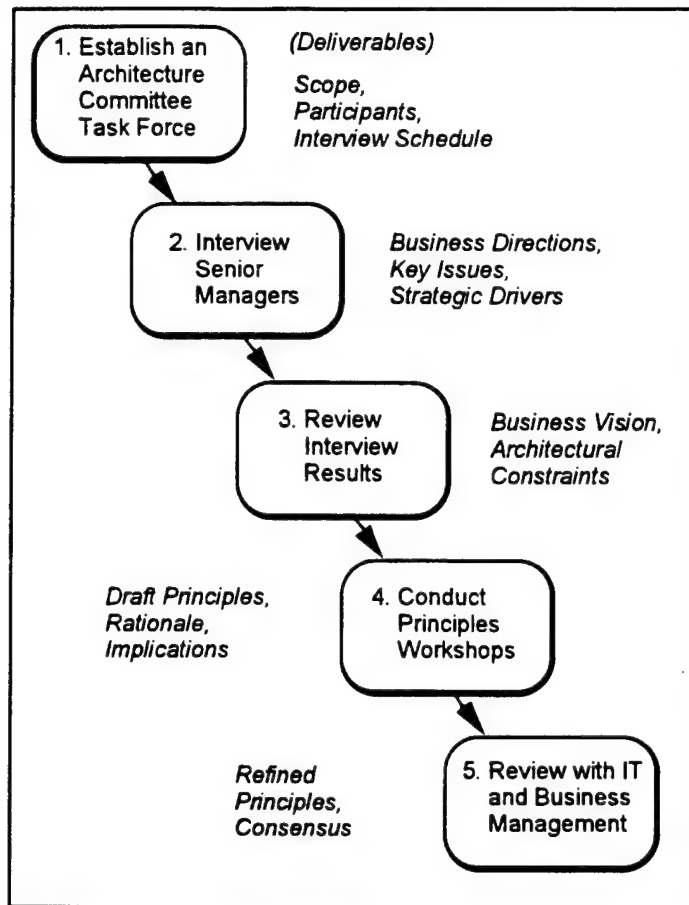 1. Establish an
Architecture
Committee
Task Force
(Deliverables)
Scope,
Participants,
Interview Schedule
2. Interview
Senior
Managers
Business Directions,
Key Issues,
Strategic Drivers
3. Review
Interview
Results
Business Vision,
Architectural
Constraints
Draft Principles,
Rationale,
Implications
4. Conduct
Principles
Workshops
Refined
Principles,
Consensus
5. Review with IT
and Business
Management